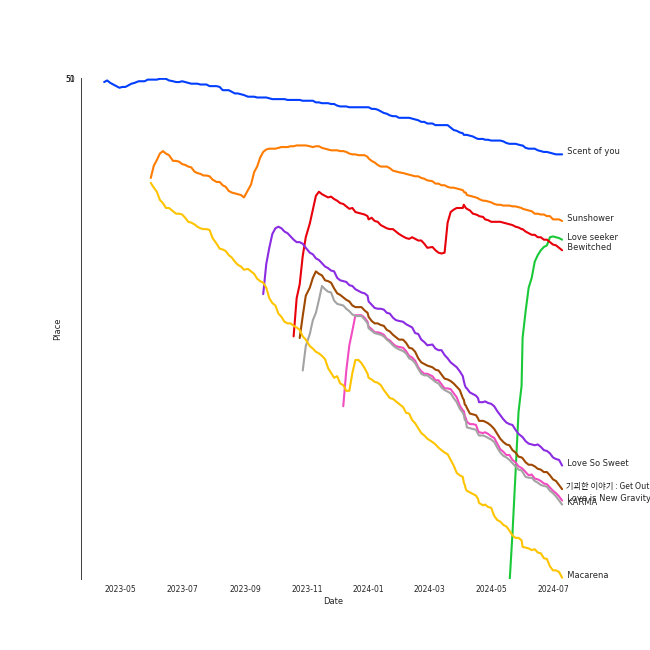 Scent of you
Sunshower
Love seeker
Bewitched
Place
Love So Sweet
기괴한 이야기 : Get Out
Love is New Gravity
KARMA
Macarena
2023-05 2023-07 2023-09 2023-11 2024-01 2024-03 2024-05 2024-07
Date